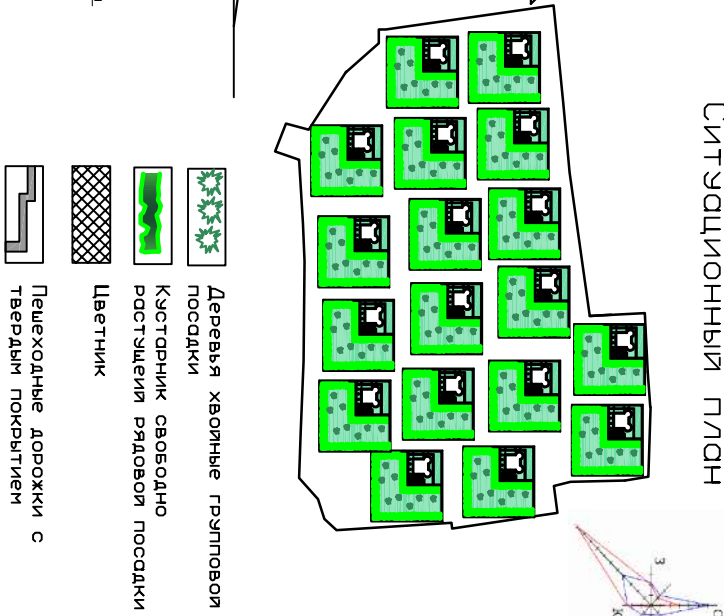 Ситуационный план
Деревья хвойные групповой
посадки
Кустарник свободно
растущей рядовой посадки
Цветник
Пешеходные дорожки с
твердым покрытием
З